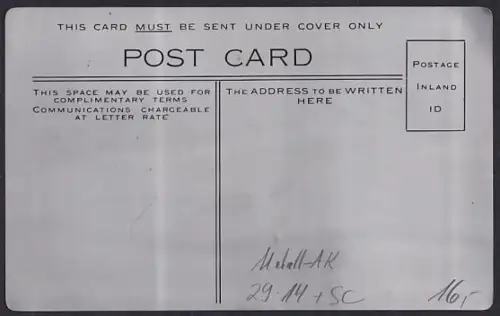 THIS CARD MUST BE SENT UNDER COVER ONLY
POST CARD
THIS SPACE MAY BE USED FOR
COMPLIMENTARY TERMS
COMMUNICATIONS CHARGEABLE
AT LETTER RATE
THE ADDRESS TO BE WRITTEN
HERE
POSTAGE
INLAND
1D
Metall-AK
29.14 + SC
16,-